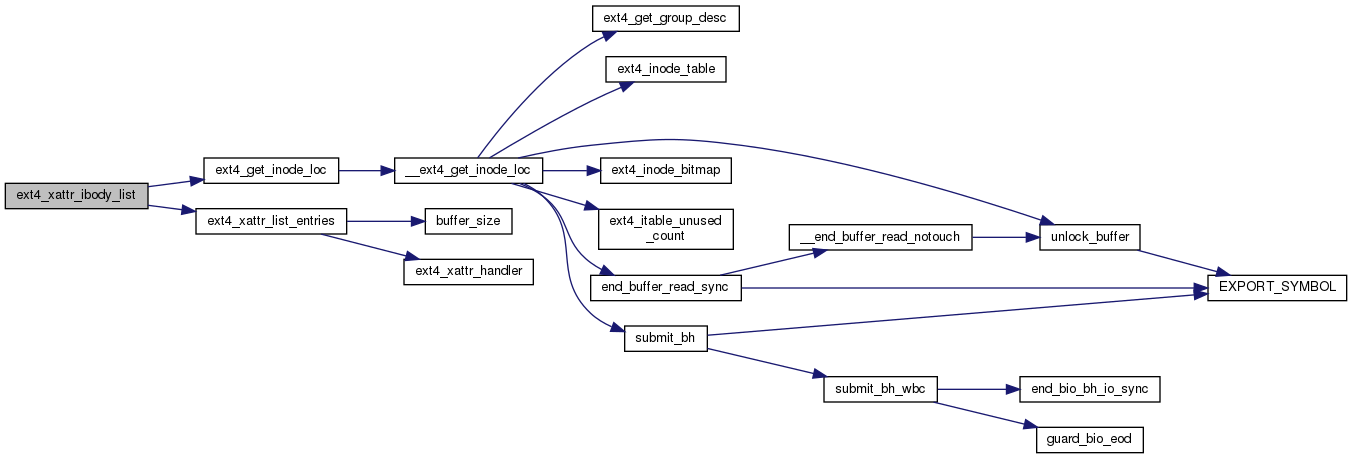 ext4_get_group_desc
ext4_inode_table
ext4_get_inode_loc
__ext4_get_inode_loc
ext4_inode_bitmap
ext4_xattr_ibody_list
ext4_xattr_list_entries
buffer_size
ext4_itable_unused
_count
__end_buffer_read_notouch
unlock_buffer
ext4_xattr_handler
end_buffer_read_sync
EXPORT_SYMBOL
submit_bh
submit_bh_wbc
end_bio_bh_io_sync
guard_bio_eod